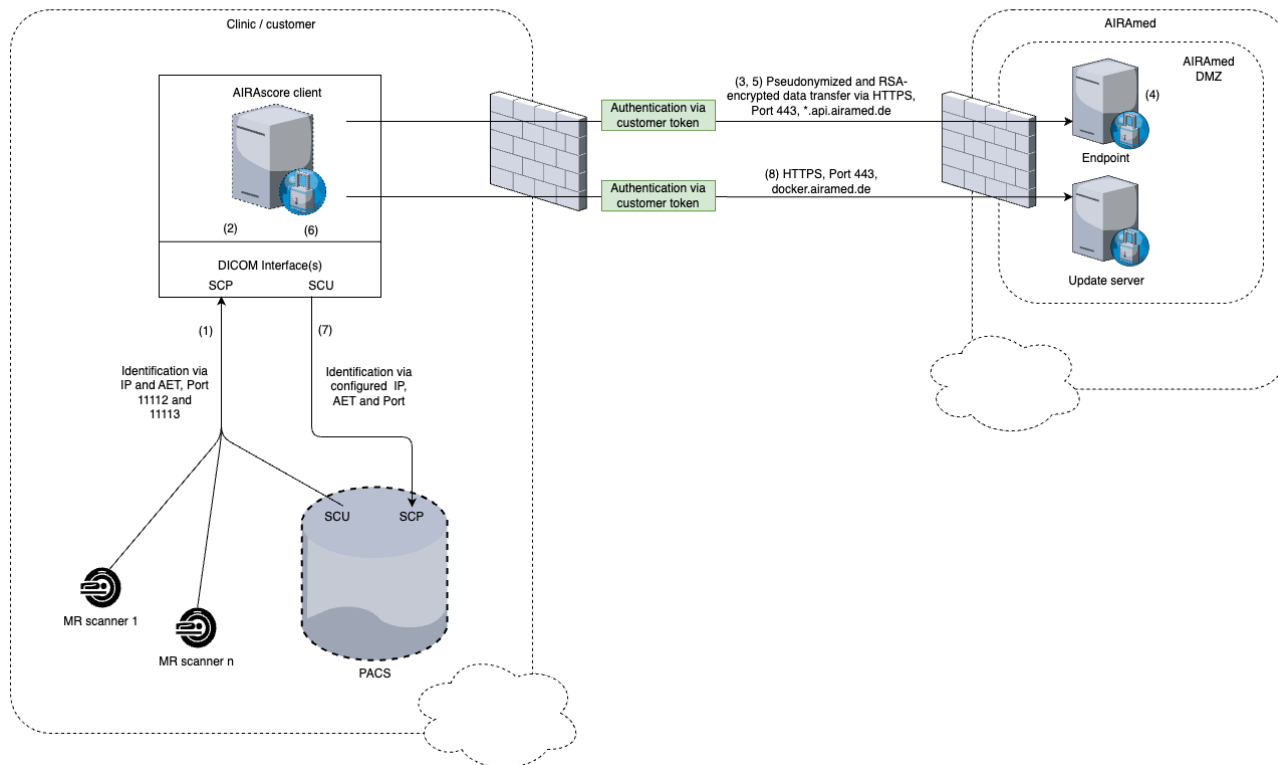 Clinic / customer
AIRAmed
AIRAmed
DMZ
AIRAscore client
(2)
(6)
DICOM Interface(s)
SCP
SCU
Authentication via
customer token
(3, 5) Pseudonymized and RSA-
encrypted data transfer via HTTPS,
Port 443, *.api.airamed.de
(4)
Endpoint
Authentication via
customer token
(8) HTTPS, Port 443,
docker.airamed.de
Update server
(1)
(7)
Identification via
IP and AET, Port
11112 and
11113
Identification via
configured IP,
AET and Port
SCU
SCP
MR scanner 1
MR scanner n
PACS